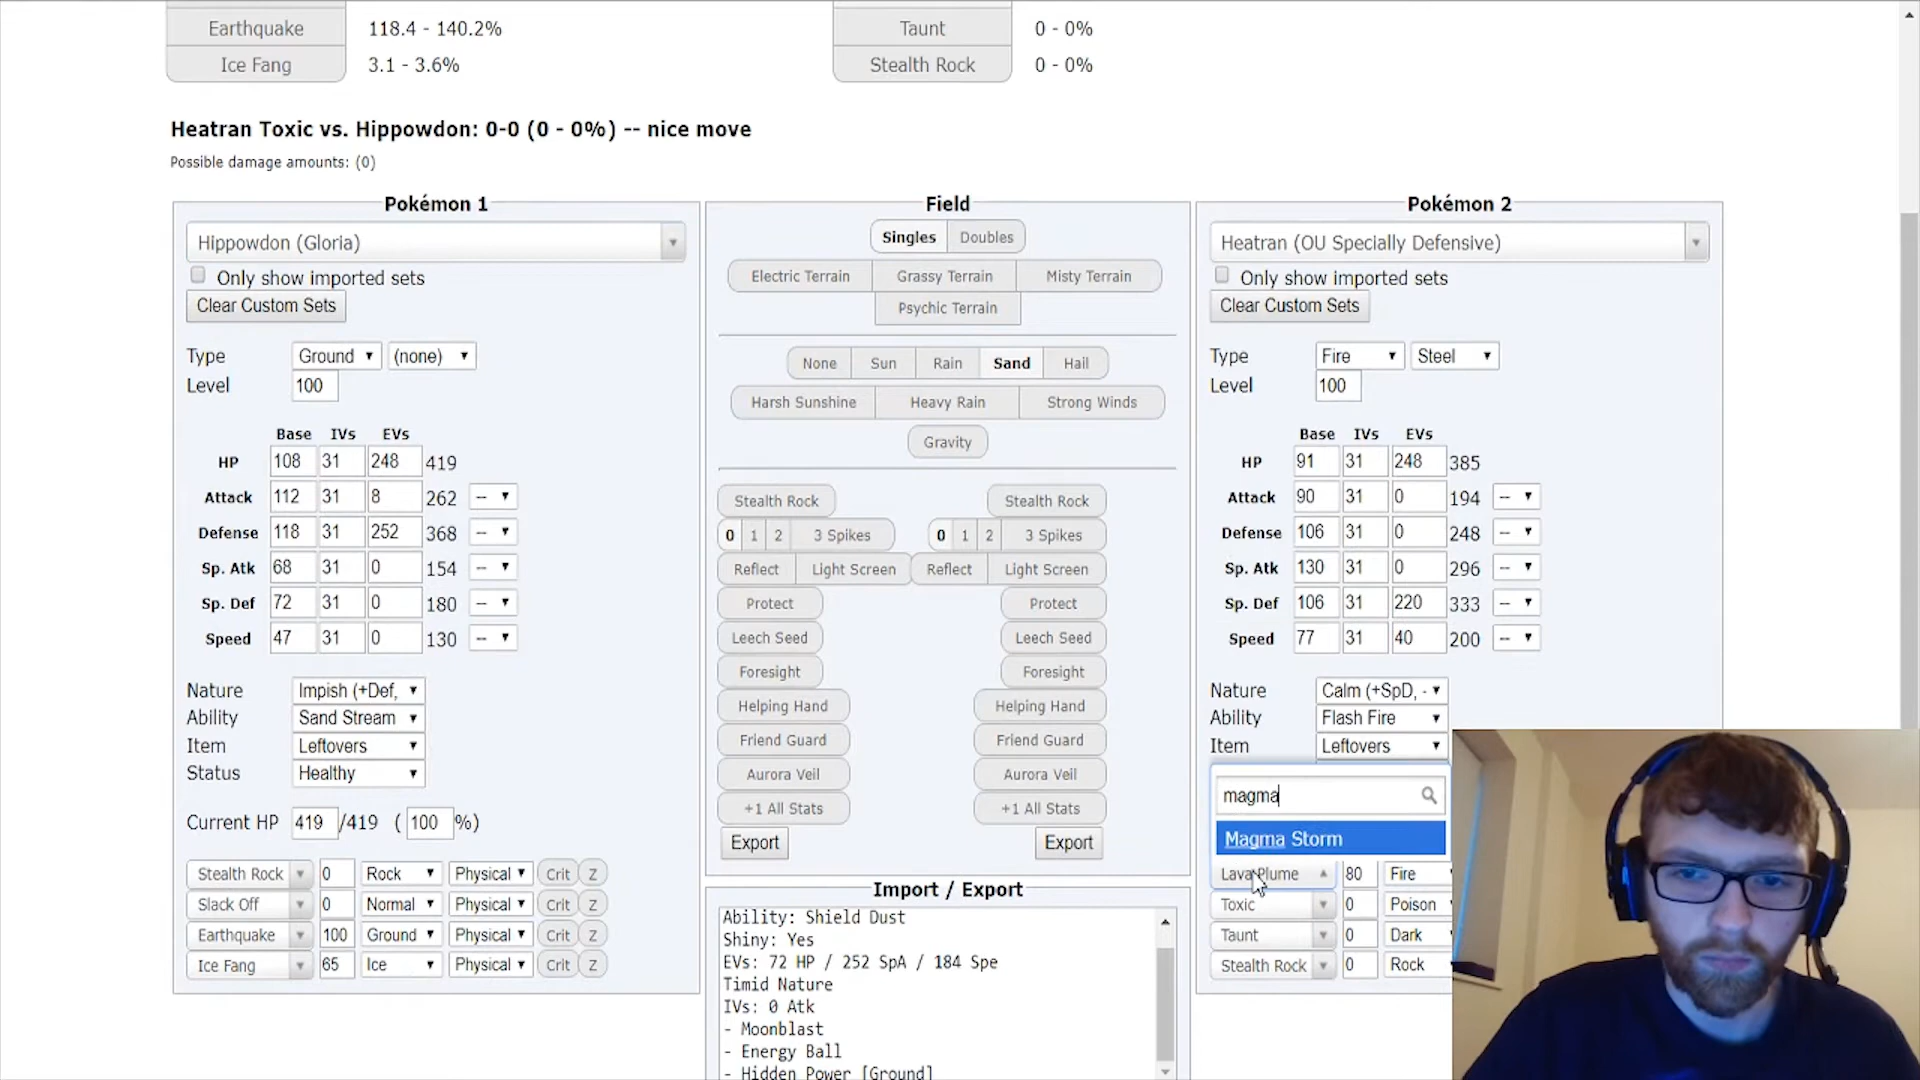 Earthquake 118.4 - 140.2% Taunt 0 - 0%
Ice Fang 3.1 - 3.6% Stealth Rock 0 - 0%
Heatran Toxic vs. Hippowdon: 0-0 (0 - 0%) -- nice move
Possible damage amounts: (0)
Pokémon 1
Hippowdon (Gloria)
Only show imported sets
Clear Custom Sets
Type Ground (none)
Level 100
Base IVs EVs
HP 108 31 248 419
Attack 112 31 8 262 --
Defense 118 31 252 368 --
Sp. Atk 68 31 0 154 --
Sp. Def 72 31 0 180 --
Speed 47 31 0 130 --
Nature Impish (+Def,
Ability Sand Stream
Item Leftovers
Status Healthy
Current HP 419 /419 ( 100 %)
Stealth Rock 0 Rock Physical Crit Z
Slack Off 0 Normal Physical Crit Z
Earthquake 100 Ground Physical Crit Z
Ice Fang 65 Ice Physical Crit Z
Field
Singles Doubles
Electric Terrain Grassy Terrain Misty Terrain
Psychic Terrain
None Sun Rain Sand Hail
Harsh Sunshine Heavy Rain Strong Winds
Gravity
Stealth Rock Stealth Rock
0 1 2 3 Spikes 0 1 2 3 Spikes
Reflect Light Screen Reflect Light Screen
Protect Protect
Leech Seed Leech Seed
Foresight Foresight
Helping Hand Helping Hand
Friend Guard Friend Guard
Aurora Veil Aurora Veil
+1 All Stats +1 All Stats
Export Export
Import / Export
Ability: Shield Dust
Shiny: Yes
EVs: 72 HP / 252 SpA / 184 Spe
Timid Nature
IVs: 0 Atk
- Moonblast
- Energy Ball
- Hidden Power [Ground]
Pokémon 2
Heatran (OU Specially Defensive)
Only show imported sets
Clear Custom Sets
Type Fire Steel
Level 100
Base IVs EVs
HP 91 31 248 385
Attack 90 31 0 194 --
Defense 106 31 0 248 --
Sp. Atk 130 31 0 296 --
Sp. Def 106 31 220 333 --
Speed 77 31 40 200 --
Nature Calm (+SpD, -
Ability Flash Fire
Item Leftovers
magma
Magma Storm
Lava Plume 80 Fire
Toxic 0 Poison
Taunt 0 Dark
Stealth Rock 0 Rock